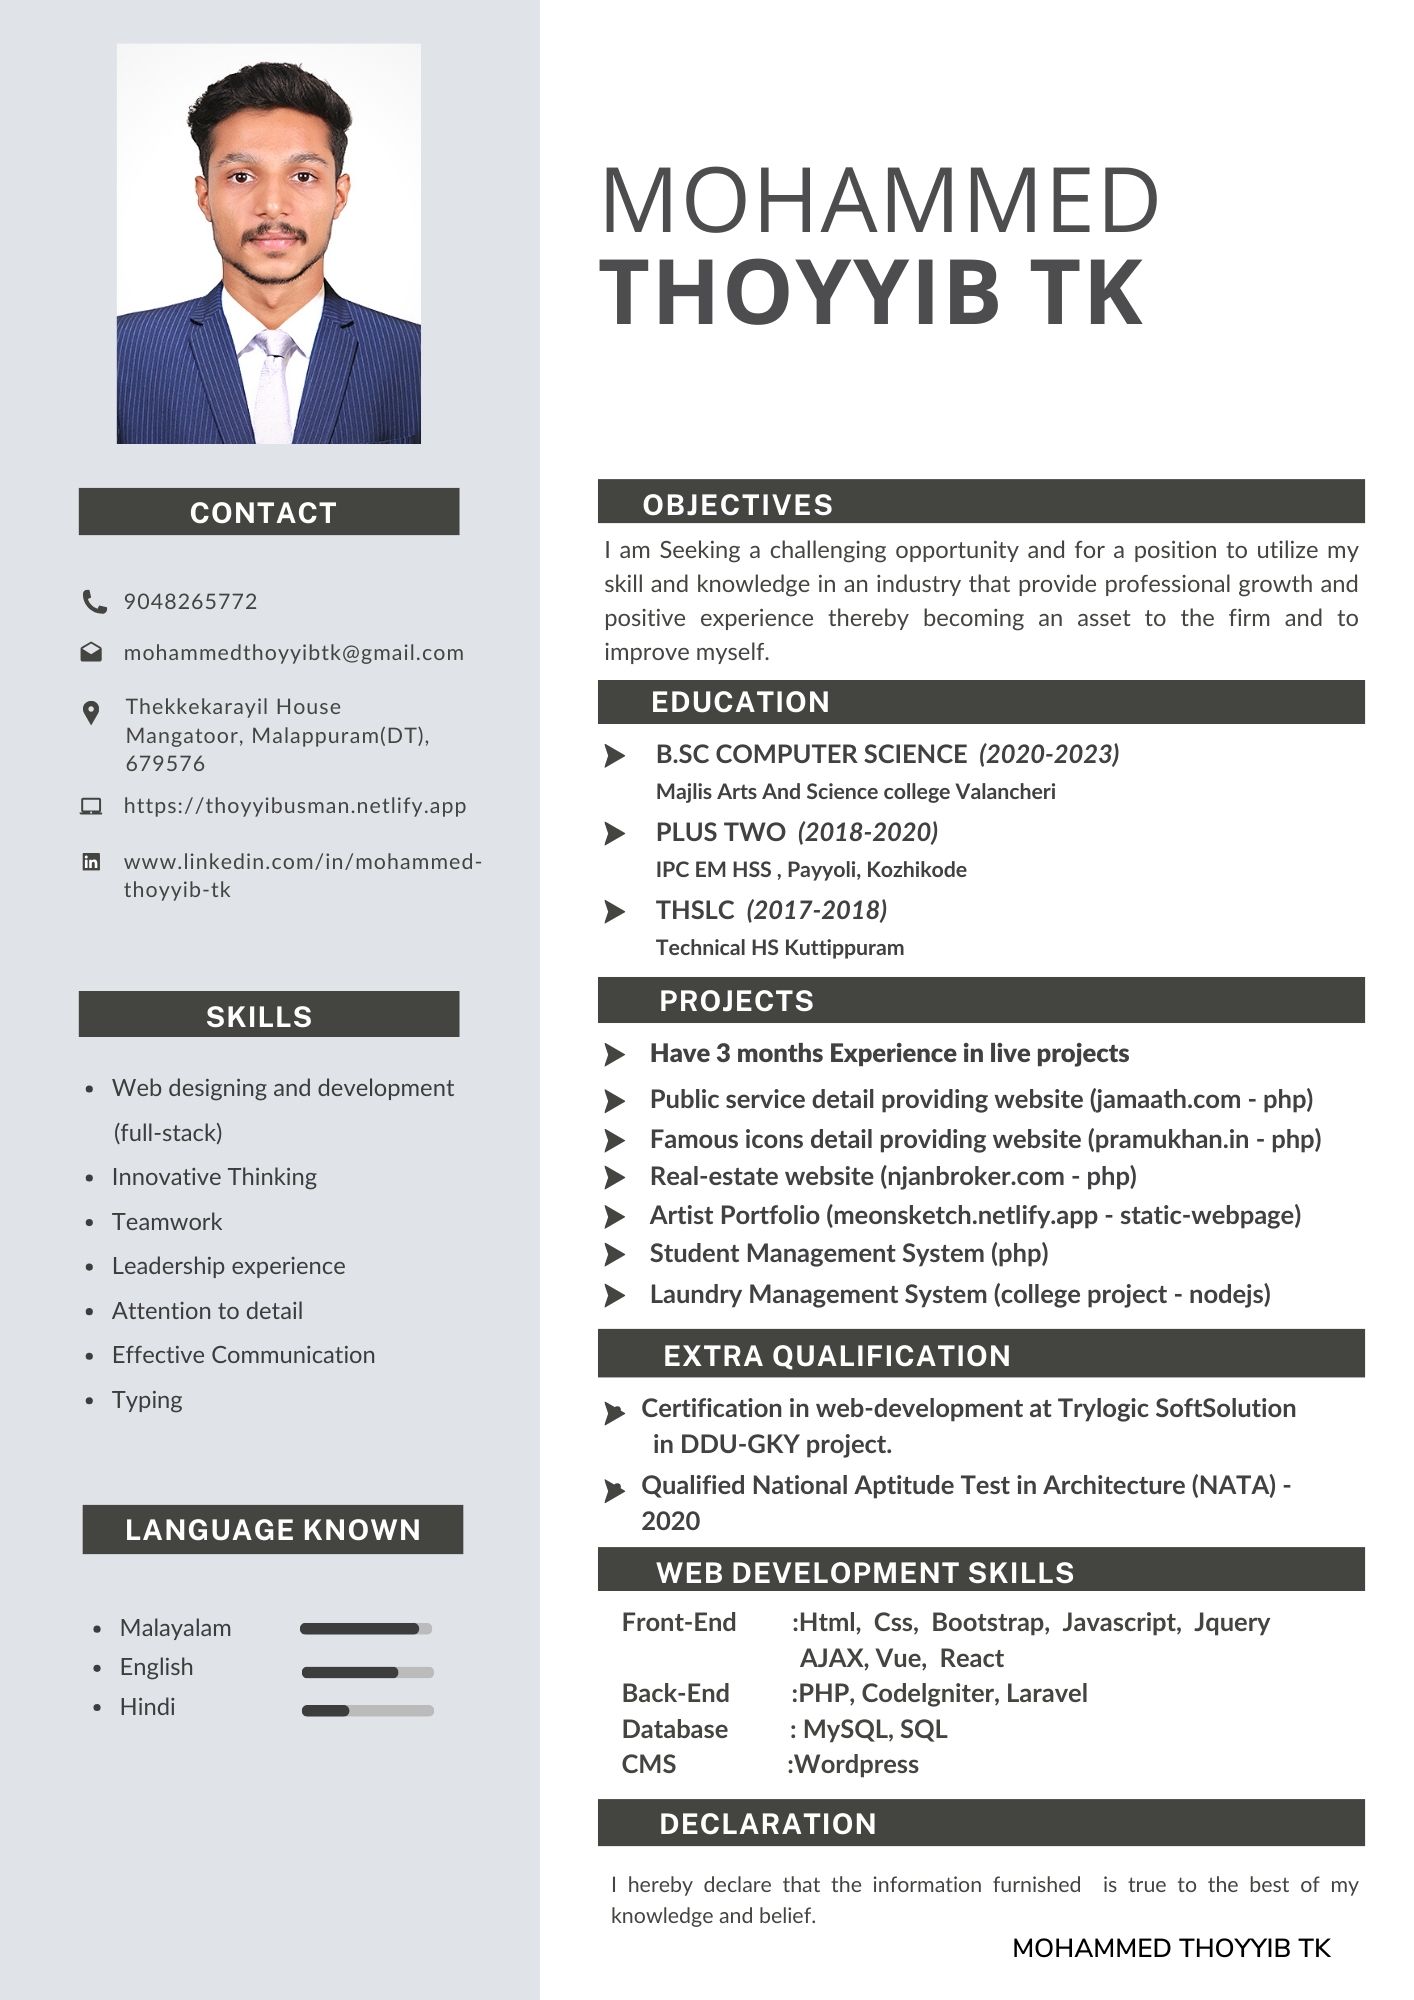 MOHAMMED
THOYYIB TK
CONTACT
9048265772
mohammedthoyyibtk@gmail.com
Thekkekarayil House
Mangatoor, Malappuram(DT),
679576
https://thoyyibusman.netlify.app
www.linkedin.com/in/mohammed-
thoyyib-tk
SKILLS
• Web designing and development
(full-stack)
• Innovative Thinking
• Teamwork
• Leadership experience
• Attention to detail
• Effective Communication
• Typing
LANGUAGE KNOWN
• Malayalam
• English
• Hindi
OBJECTIVES
I am Seeking a challenging opportunity and for a position to utilize my
skill and knowledge in an industry that provide professional growth and
positive experience thereby becoming an asset to the firm and to
improve myself.
EDUCATION
B.SC COMPUTER SCIENCE (2020-2023)
Majlis Arts And Science college Valancheri
PLUS TWO (2018-2020)
IPC EM HSS , Payyoli, Kozhikode
THSLC (2017-2018)
Technical HS Kuttippuram
PROJECTS
Have 3 months Experience in live projects
Public service detail providing website (jamaath.com - php)
Famous icons detail providing website (pramukhan.in - php)
Real-estate website (njanbroker.com - php)
Artist Portfolio (meonsketch.netlify.app - static-webpage)
Student Management System (php)
Laundry Management System (college project - nodejs)
EXTRA QUALIFICATION
Certification in web-development at Trylogic SoftSolution
in DDU-GKY project.
Qualified National Aptitude Test in Architecture (NATA) -
2020
WEB DEVELOPMENT SKILLS
Front-End :Html, Css, Bootstrap, Javascript, Jquery
AJAX, Vue, React
Back-End :PHP, CodeIgniter, Laravel
Database : MySQL, SQL
CMS :Wordpress
DECLARATION
I hereby declare that the information furnished is true to the best of my
knowledge and belief.
MOHAMMED THOYYIB TK